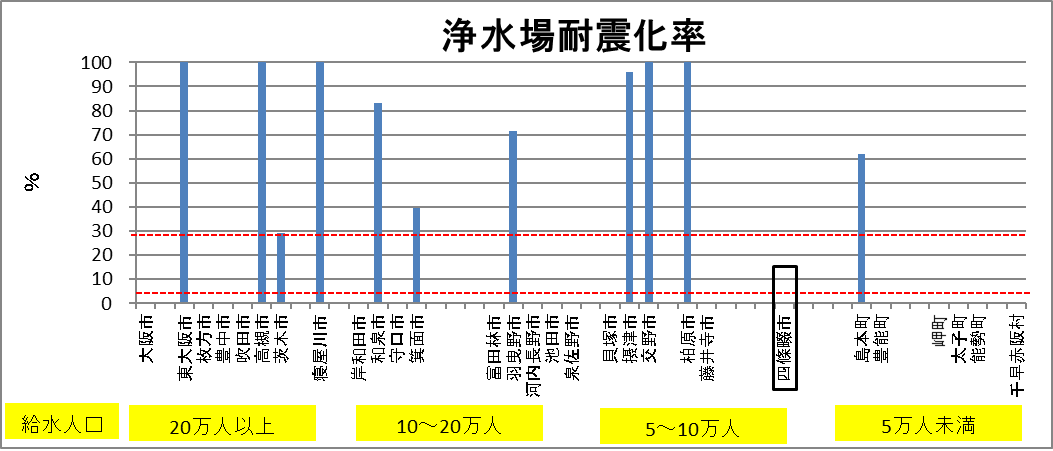 浄水場耐震化率
100
90
80
70
60
50
40
30
20
10
0
%
大阪市
東大阪市
枚方市
豊中市
吹田市
高槻市
茨木市
寝屋川市
岸和田市
和泉市
守口市
箕面市
富田林市
羽曳野市
河内長野市
池田市
泉佐野市
貝塚市
摂津市
交野市
柏原市
藤井寺市
四條畷市
島本町
豊能町
岬町
太子町
能勢町
千早赤阪村
給水人口
20万人以上
10～20万人
5～10万人
5万人未満